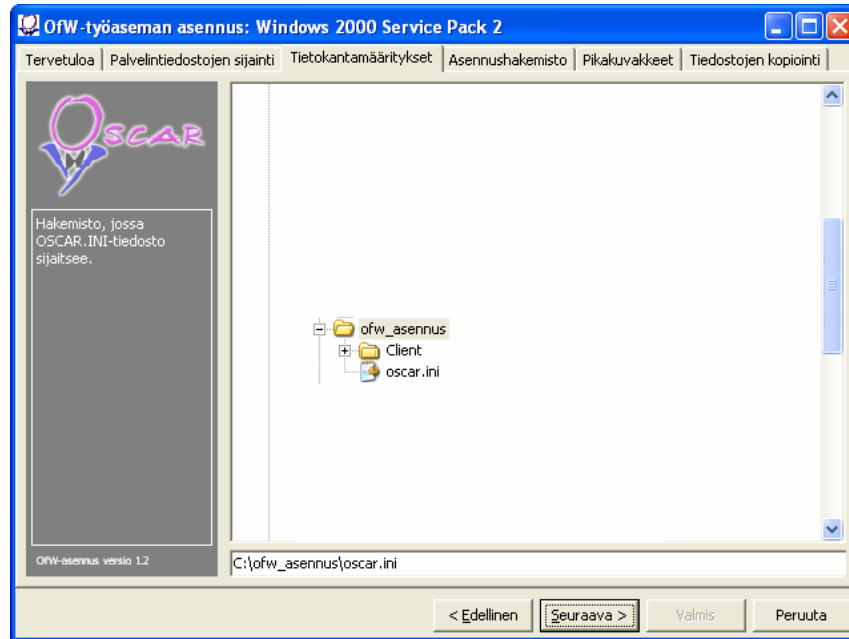 OfW-työaseman asennus: Windows 2000 Service Pack 2
Tervetuloa Palvelintiedostojen sijainti Tietokantamääritykset Asennushakemisto Pikakuvakkeet Tiedostojen kopiointi
OSCAR
Hakemisto, jossa
OSCAR.INI-tiedosto
sijaitsee.
ofw_asennus
Client
oscar.ini
OfW-asennus versio 1.2
C:\ofw_asennus\oscar.ini
< Edellinen Seuraava > Valmis Peruuta